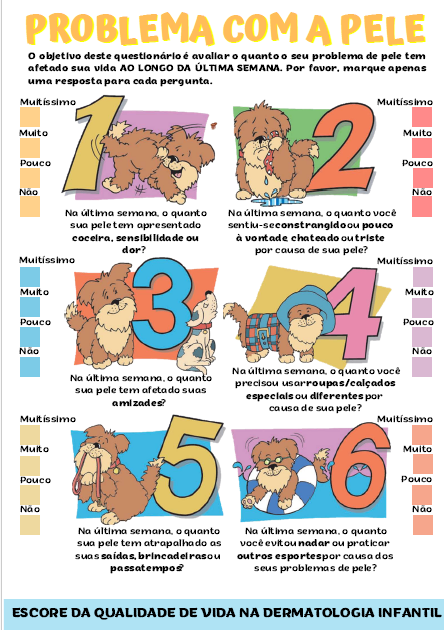 PROBLEMA COM A PELE
O objetivo deste questionário é avaliar o quanto o seu problema de pele tem
afetado sua vida AO LONGO DA ÚLTIMA SEMANA. Por favor, marque apenas
uma resposta para cada pergunta.
Muitíssimo
Muito
Pouco
Não
1
Na última semana, o quanto
sua pele tem apresentado
coceira, sensibilidade ou
dor?
2
Muitíssimo
Muito
Pouco
Não
Na última semana, o quanto você
sentiu-se constrangido ou pouco
à vontade, chateado ou triste
por causa de sua pele?
Muitíssimo
Muito
Pouco
Não
3
Na última semana, o quanto
sua pele tem afetado suas
amizades?
4
Muitíssimo
Muito
Pouco
Não
Na última semana, o quanto você
precisou usar roupas/calçados
especiais ou diferentes por
causa de sua pele?
Muitíssimo
Muito
Pouco
Não
5
Na última semana, o quanto
sua pele tem atrapalhado as
suas saídas, brincadeiras ou
passatempos?
6
Muitíssimo
Muito
Pouco
Não
Na última semana, o quanto
você evitou nadar ou praticar
outros esportes por causa dos
seus problemas de pele?
ESCORE DA QUALIDADE DE VIDA NA DERMATOLOGIA INFANTIL